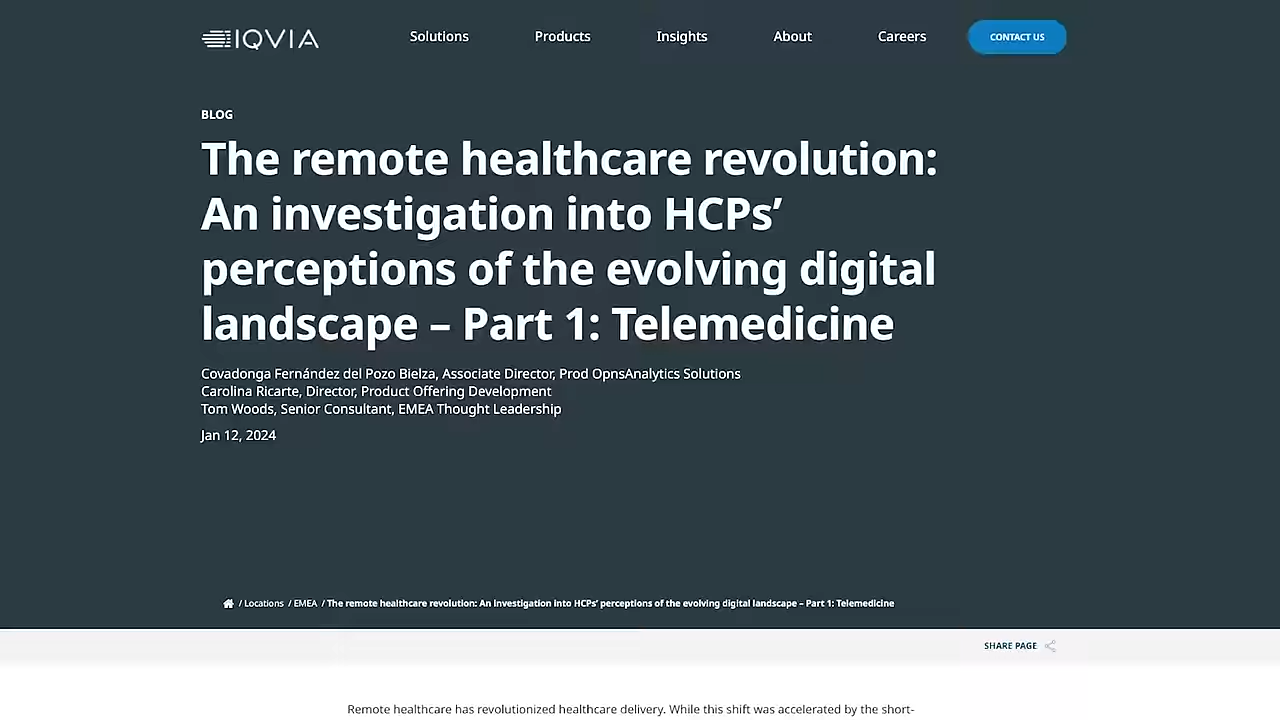 IQVIA
Solutions
Products
Insights
About
Careers
CONTACT US
BLOG
The remote healthcare revolution:
An investigation into HCPs’
perceptions of the evolving digital
landscape – Part 1: Telemedicine
Covadonga Fernández del Pozo Bielza, Associate Director, Prod OpnsAnalytics Solutions
Carolina Ricarte, Director, Product Offering Development
Tom Woods, Senior Consultant, EMEA Thought Leadership
Jan 12, 2024
/ Locations / EMEA / The remote healthcare revolution: An investigation into HCPs’ perceptions of the evolving digital landscape – Part 1: Telemedicine
SHARE PAGE
Remote healthcare has revolutionized healthcare delivery. While this shift was accelerated by the short-